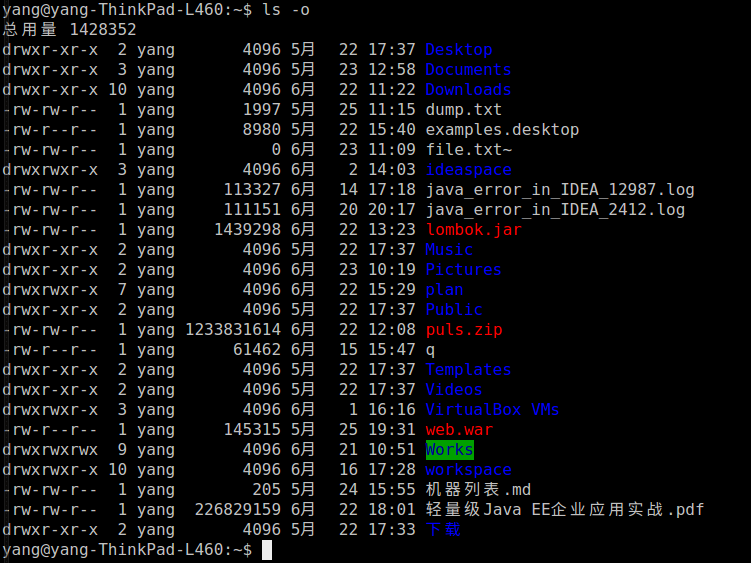 yang@yang-ThinkPad-L460:~$ ls -o
总用量 1428352
drwxr-xr-x  2 yang       4096 5月   22 17:37 Desktop
drwxr-xr-x  3 yang       4096 5月   23 12:58 Documents
drwxr-xr-x 10 yang       4096 6月   22 11:22 Downloads
-rw-rw-r--  1 yang       1997 5月   25 11:15 dump.txt
-rw-r--r--  1 yang       8980 5月   22 15:40 examples.desktop
-rw-rw-r--  1 yang          0 6月   23 11:09 file.txt~
drwxrwxr-x  3 yang       4096 6月    2 14:03 ideaspace
-rw-rw-r--  1 yang     113327 6月   14 17:18 java_error_in_IDEA_12987.log
-rw-rw-r--  1 yang     111151 6月   20 20:17 java_error_in_IDEA_2412.log
-rw-rw-r--  1 yang    1439298 6月   22 13:23 lombok.jar
drwxr-xr-x  2 yang       4096 5月   22 17:37 Music
drwxr-xr-x  2 yang       4096 6月   23 10:19 Pictures
drwxrwxr-x  7 yang       4096 6月   22 15:29 plan
drwxr-xr-x  2 yang       4096 5月   22 17:37 Public
-rw-rw-r--  1 yang 1233831614 6月   22 12:08 puls.zip
-rw-r--r--  1 yang      61462 6月   15 15:47 q
drwxr-xr-x  2 yang       4096 5月   22 17:37 Templates
drwxr-xr-x  2 yang       4096 5月   22 17:37 Videos
drwxrwxr-x  3 yang       4096 6月    1 16:16 VirtualBox VMs
-rw-r--r--  1 yang     145315 5月   25 19:31 web.war
drwxrwxrwx  9 yang       4096 6月   21 10:51 Works
drwxrwxr-x 10 yang       4096 6月   16 17:28 workspace
-rw-rw-r--  1 yang        205 5月   24 15:55 机器列表.md
-rw-rw-r--  1 yang  226829159 6月   22 18:01 轻量级Java EE企业应用实战.pdf
drwxr-xr-x  2 yang       4096 5月   22 17:33 下载
yang@yang-ThinkPad-L460:~$